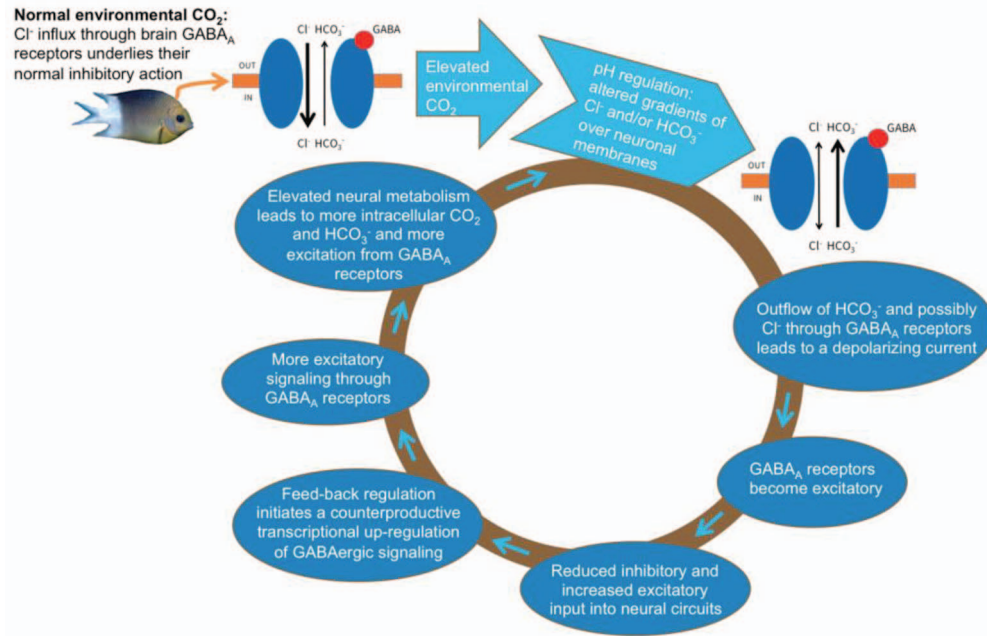 Normal environmental CO₂:
Cl⁻ influx through brain GABA_A
receptors underlies their
normal inhibitory action
Cl⁻ HCO₃⁻
GABA
OUT
IN
Cl⁻ HCO₃⁻
Elevated
environmental
CO₂
pH regulation:
altered gradients of
Cl⁻ and/or HCO₃⁻
over neuronal
membranes
Cl⁻ HCO₃⁻
GABA
OUT
IN
Cl⁻ HCO₃⁻
Outflow of HCO₃⁻ and possibly
Cl⁻ through GABA_A receptors
leads to a depolarizing current
GABA_A receptors
become excitatory
Reduced inhibitory and
increased excitatory
input into neural circuits
Feed-back regulation
initiates a counterproductive
transcriptional up-regulation
of GABAergic signaling
More excitatory
signaling through
GABA_A receptors
Elevated neural metabolism
leads to more intracellular CO₂
and HCO₃⁻ and more
excitation from GABA_A
receptors